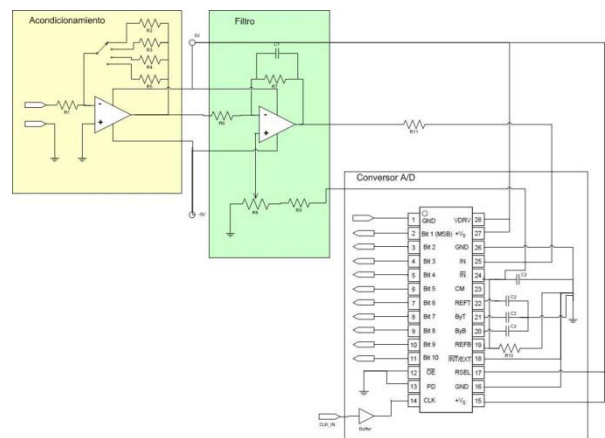 Acondicionamiento
Filtro
R2
R3
R4
R5
R1
5V
-5V
C1
R7
R6
R8
R9
R11
Conversor A/D
1 GND VDRV 28
2 Bit 1 (MSB) +Vs 27
3 Bit 2 GND 26
4 Bit 3 IN 25
5 Bit 4 IN 24
6 Bit 5 CM 23
7 Bit 6 REFT 22
8 Bit 7 ByT 21
9 Bit 8 ByB 20
10 Bit 9 REFB 19
11 Bit 10 INT/EXT 18
12 OE RSEL 17
13 PD GND 16
14 CLK +Vs 15
C2
C2
C2
C2
R10
CLK_IN
Buffer